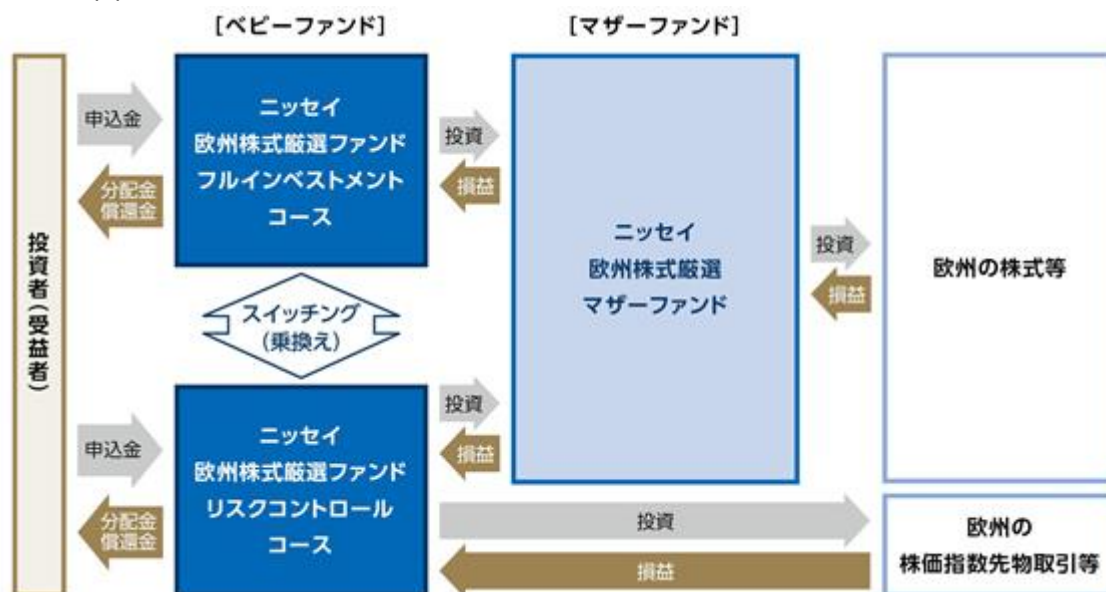 [ベビーファンド]
[マザーファンド]
投資者(受益者)
申込金
分配金
償還金
ニッセイ
欧州株式厳選ファンド
フルインベストメント
コース
投資
損益
スイッチング
(乗換え)
申込金
分配金
償還金
ニッセイ
欧州株式厳選ファンド
リスクコントロール
コース
投資
損益
ニッセイ
欧州株式厳選
マザーファンド
投資
損益
欧州の株式等
投資
損益
欧州の
株価指数先物取引等